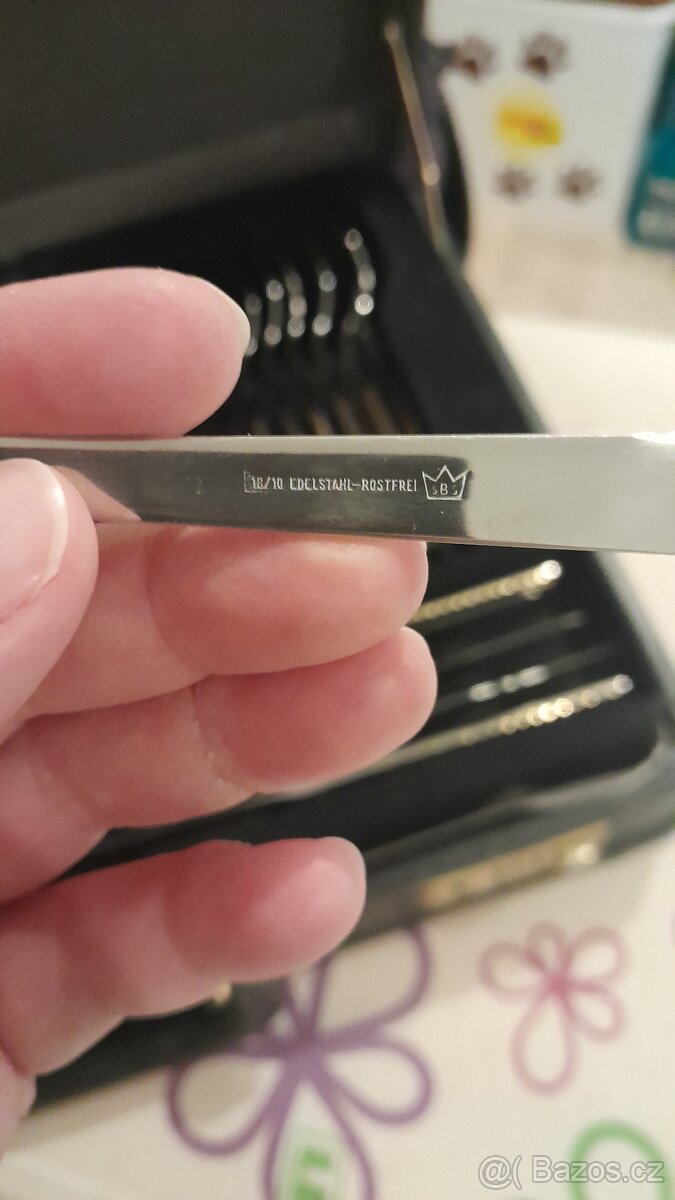 18/10 EDELSTAHL-ROSTFREI SBS
@( Bazos.cz